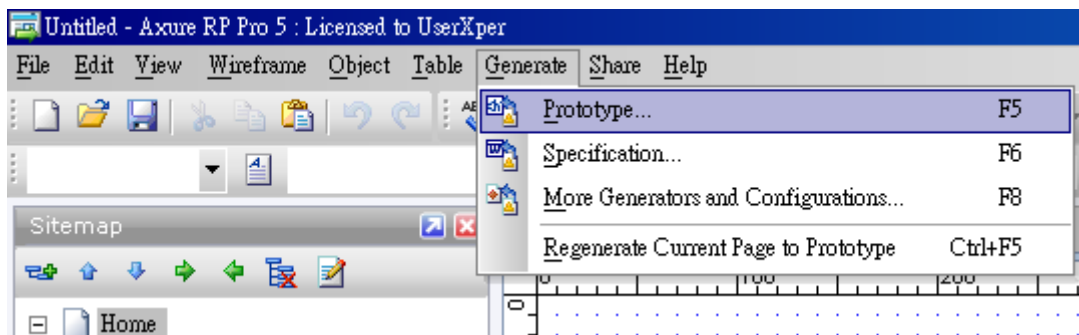 Untitled - Axure RP Pro 5 : Licensed to UserXper
File Edit View Wireframe Object Table Generate Share Help
Prototype... F5
Specification... F6
More Generators and Configurations... F8
Regenerate Current Page to Prototype Ctrl+F5
Sitemap
0 100 200
0
Home